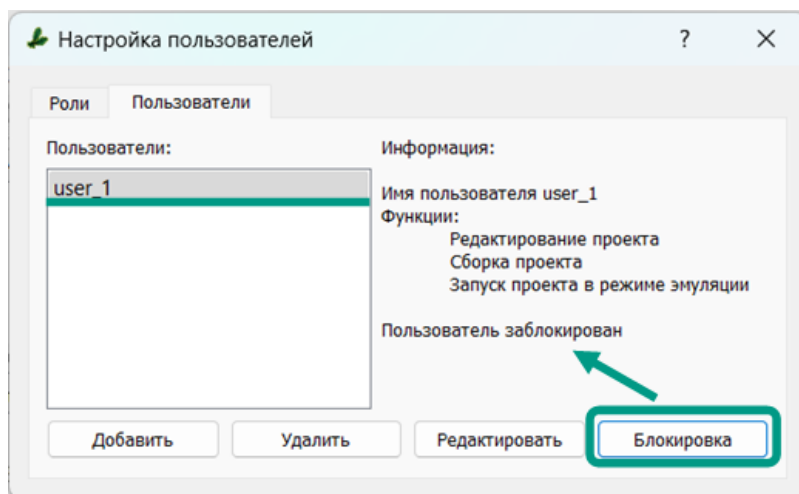 Настройка пользователей ?
Роли Пользователи
Пользователи:
user_1
Информация:
Имя пользователя user_1
Функции:
Редактирование проекта
Сборка проекта
Запуск проекта в режиме эмуляции
Пользователь заблокирован
Добавить Удалить Редактировать Блокировка